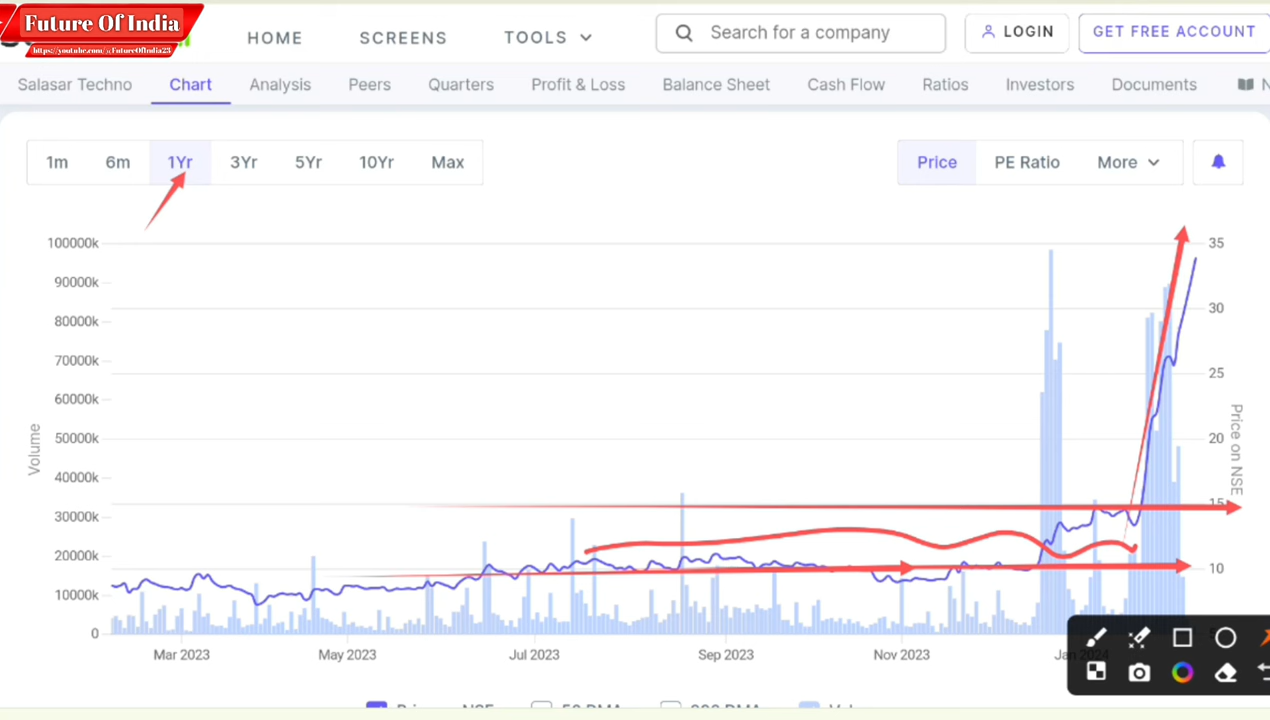 Future Of India
https://youtube.com/@FutureOfIndia23
HOME SCREENS TOOLS
Search for a company
LOGIN
GET FREE ACCOUNT
Salasar Techno Chart Analysis Peers Quarters Profit & Loss Balance Sheet Cash Flow Ratios Investors Documents N
1m 6m 1Yr 3Yr 5Yr 10Yr Max
Price PE Ratio More
100000k 35
90000k
80000k 30
70000k
60000k 25
50000k 20
40000k
30000k 15
20000k 10
10000k
0
Volume
Price on NSE
Mar 2023 May 2023 Jul 2023 Sep 2023 Nov 2023 Jan 2024